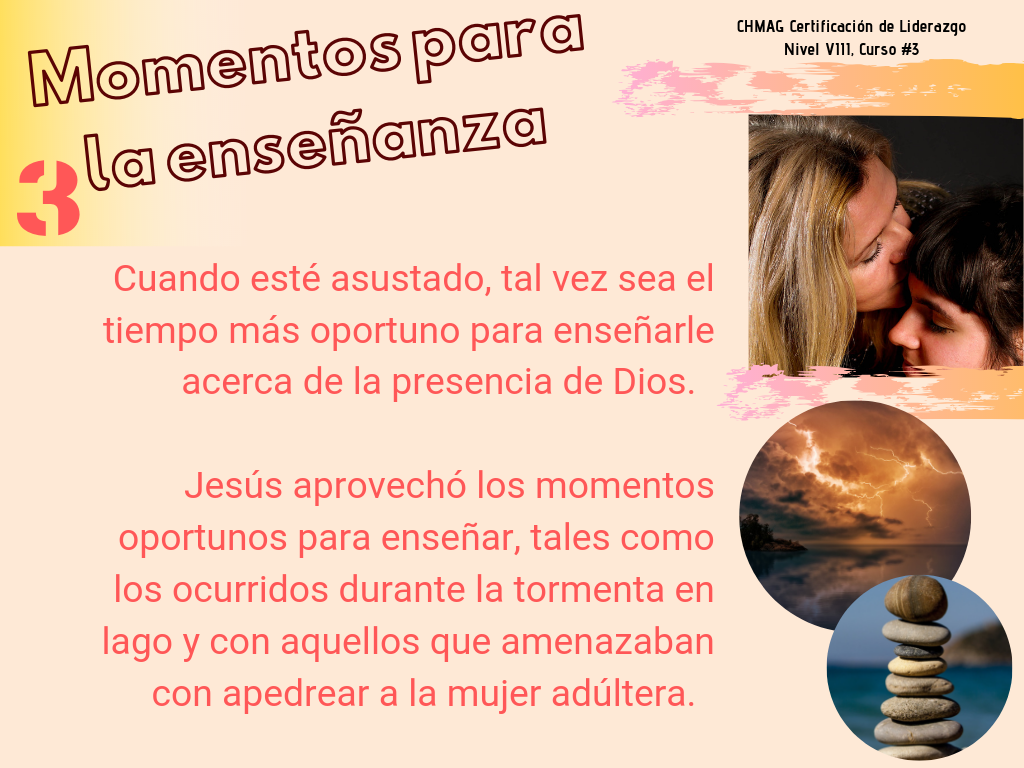 Momentos para
la enseñanza
3
CHMAG Certificación de Liderazgo
Nivel V111, Curso #3
Cuando esté asustado, tal vez sea el
tiempo más oportuno para enseñarle
acerca de la presencia de Dios.
Jesús aprovechó los momentos
oportunos para enseñar, tales como
los ocurridos durante la tormenta en
lago y con aquellos que amenazaban
con apedrear a la mujer adúltera.